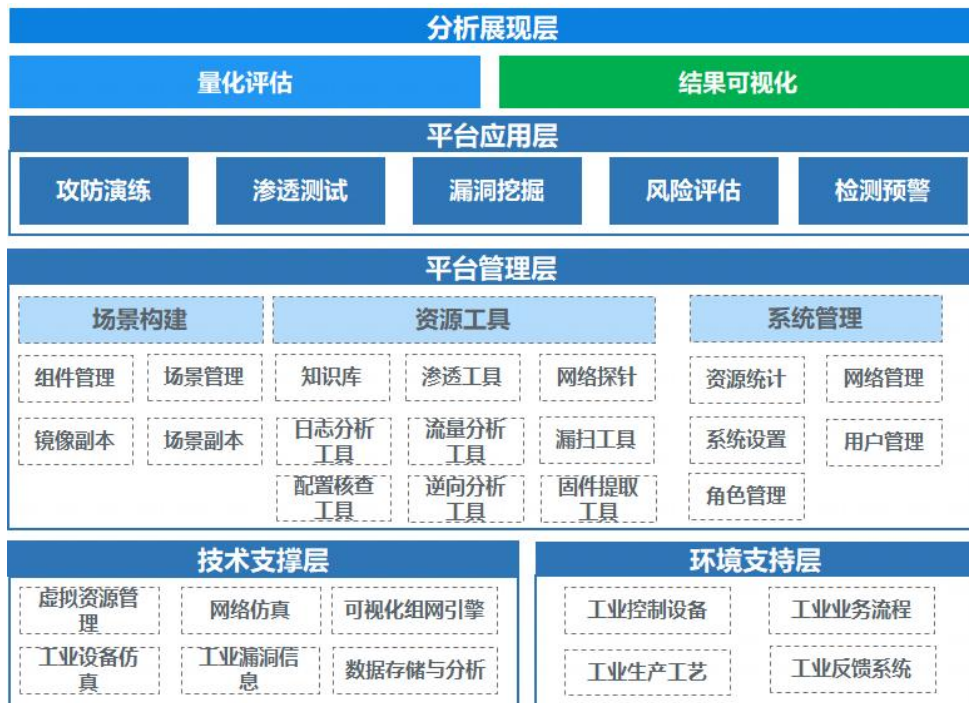 分析展现层
量化评估
结果可视化
平台应用层
攻防演练
渗透测试
漏洞挖掘
风险评估
检测预警
平台管理层
场景构建
资源工具
系统管理
组件管理
场景管理
知识库
渗透工具
网络探针
资源统计
网络管理
镜像副本
场景副本
日志分析
工具
流量分析
工具
漏扫工具
系统设置
用户管理
配置核查
工具
逆向分析
工具
固件提取
工具
角色管理
技术支撑层
环境支持层
虚拟资源管
理
网络仿真
可视化组网引擎
工业控制设备
工业业务流程
工业设备仿
真
工业漏洞信
息
数据存储与分析
工业生产工艺
工业反馈系统